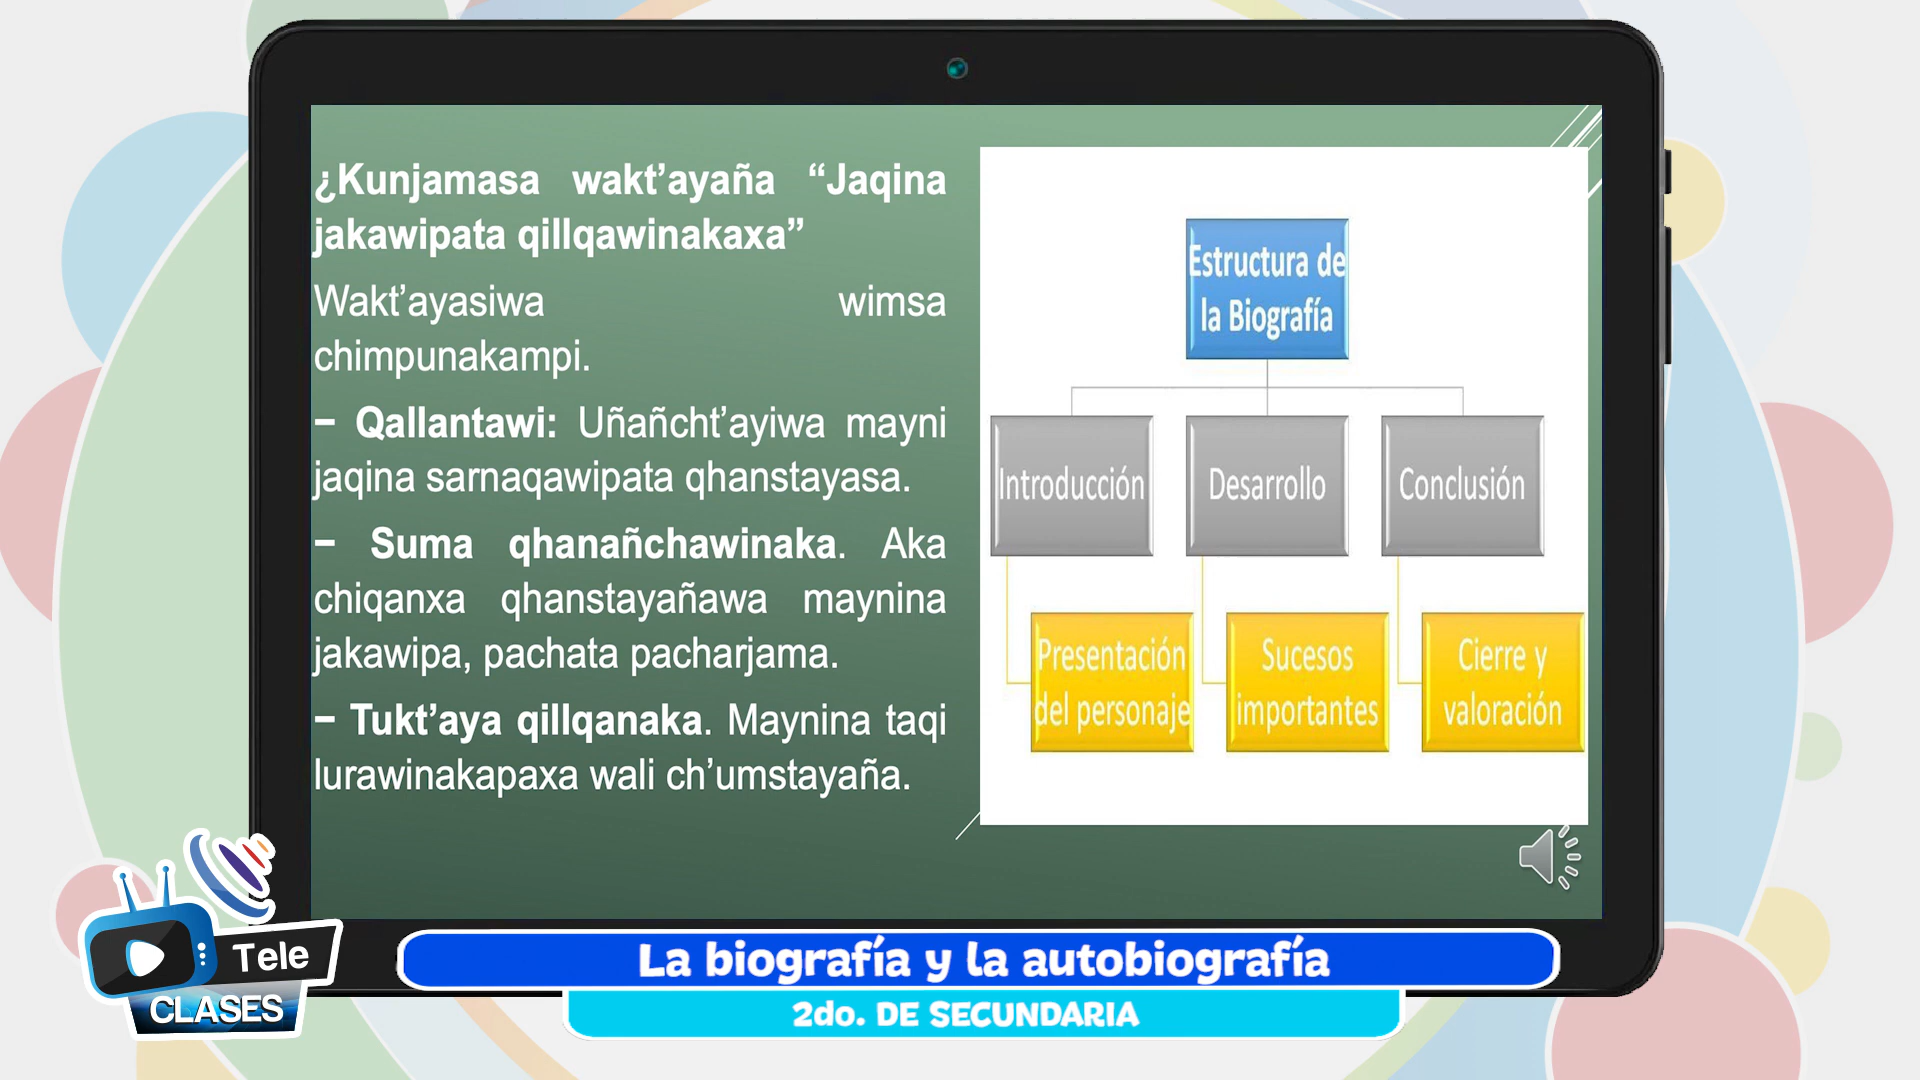 ¿Kunjamasa wakt’ayaña “Jaqina
jakawipata qillqawinakaxa”
Wakt’ayasiwa wimsa
chimpunakampi.
− Qallantawi: Uñañcht’ayiwa mayni
jaqina sarnaqawipata qhanstayasa.
− Suma qhanañchawinaka. Aka
chiqanxa qhanstayañawa maynina
jakawipa, pachata pacharjama.
− Tukt’aya qillqanaka. Maynina taqi
lurawinakapaxa wali ch’umstayaña.
Estructura de
la Biografía
Introducción
Desarrollo
Conclusión
Presentación
del personaje
Sucesos
importantes
Cierre y
valoración
Tele
CLASES
La biografía y la autobiografía
2do. DE SECUNDARIA